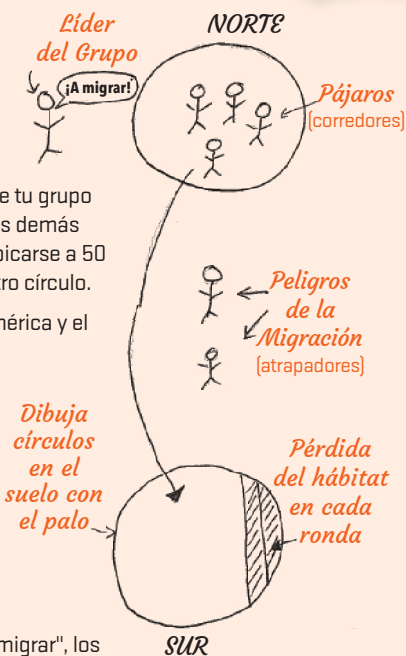 Líder
del Grupo
NORTE
¡A migrar!
Pájaros
(corredores)
e tu grupo
s demás
bicarse a 50
tro círculo.
mérica y el
Peligros
de la
Migración
(atrapadores)
Dibuja
círculos
en el
suelo con
el palo
Pérdida
del hábitat
en cada
ronda
migrar", los
SUR